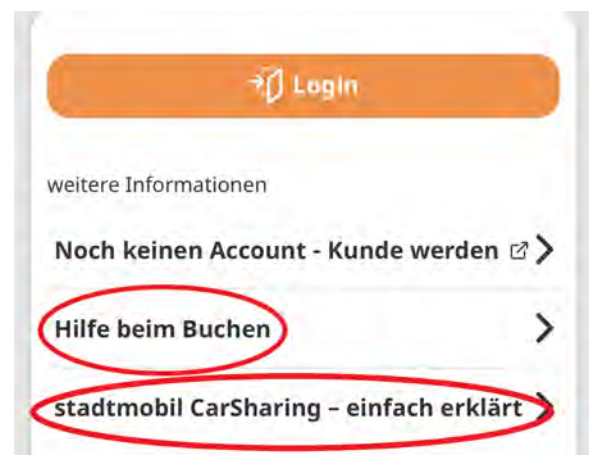 Login
weitere Informationen
Noch keinen Account - Kunde werden
Hilfe beim Buchen
stadtmobil CarSharing – einfach erklärt